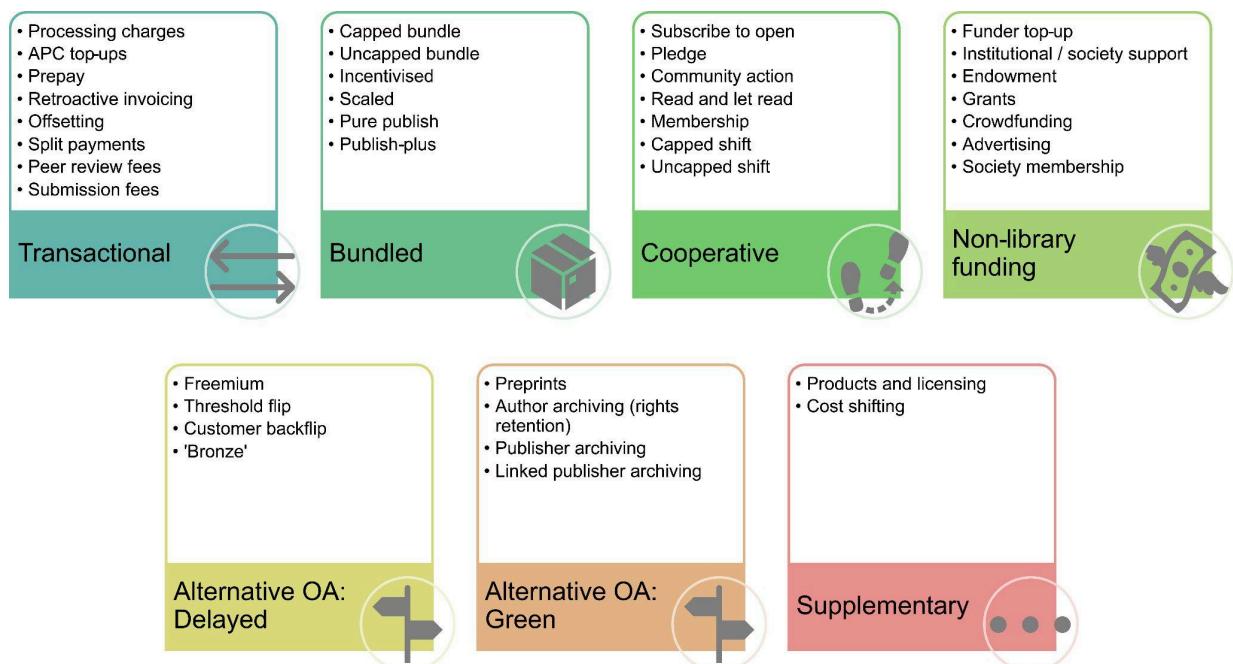 • Processing charges
• APC top-ups
• Prepay
• Retroactive invoicing
• Offsetting
• Split payments
• Peer review fees
• Submission fees
Transactional
• Capped bundle
• Uncapped bundle
• Incentivised
• Scaled
• Pure publish
• Publish-plus
Bundled
• Subscribe to open
• Pledge
• Community action
• Read and let read
• Membership
• Capped shift
• Uncapped shift
Cooperative
• Funder top-up
• Institutional / society support
• Endowment
• Grants
• Crowdfunding
• Advertising
• Society membership
Non-library
funding
• Freemium
• Threshold flip
• Customer backflip
• 'Bronze'
Alternative OA:
Delayed
• Preprints
• Author archiving (rights
retention)
• Publisher archiving
• Linked publisher archiving
Alternative OA:
Green
• Products and licensing
• Cost shifting
Supplementary